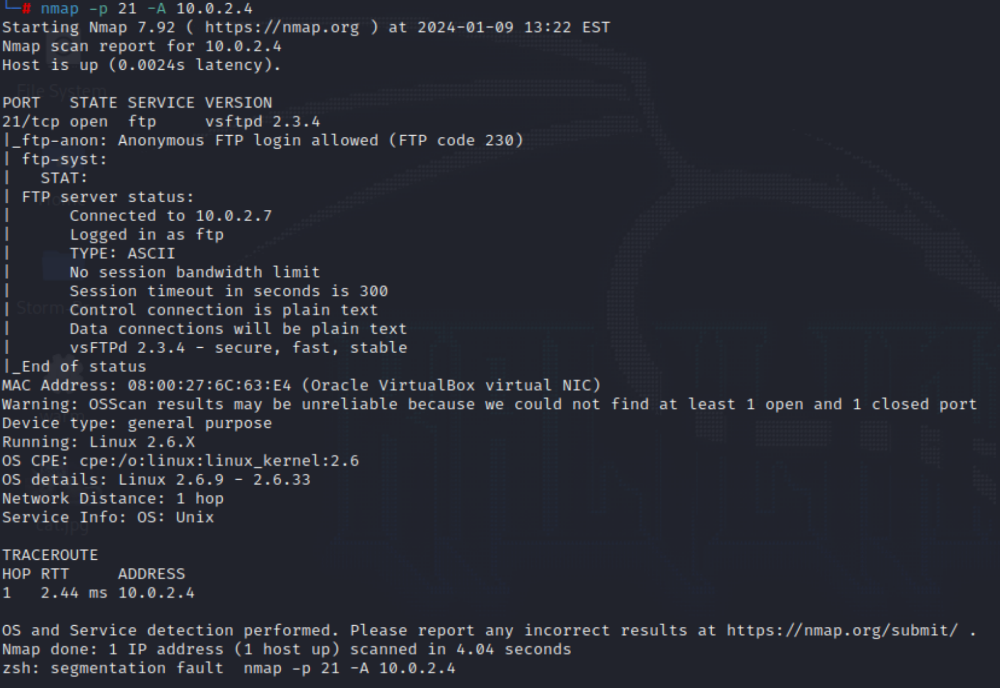 └─# nmap -p 21 -A 10.0.2.4
Starting Nmap 7.92 ( https://nmap.org ) at 2024-01-09 13:22 EST
Nmap scan report for 10.0.2.4
Host is up (0.0024s latency).
File System
PORT   STATE SERVICE VERSION
21/tcp open  ftp     vsftpd 2.3.4
|_ftp-anon: Anonymous FTP login allowed (FTP code 230)
| ftp-syst:
|   STAT:
| FTP server status:
Home
|      Connected to 10.0.2.7
|      Logged in as ftp
|      TYPE: ASCII
|      No session bandwidth limit
|      Session timeout in seconds is 300
|      Control connection is plain text
|      Data connections will be plain text
|      vsFTPd 2.3.4 - secure, fast, stable
|_End of status
MAC Address: 08:00:27:6C:63:E4 (Oracle VirtualBox virtual NIC)
Warning: OSScan results may be unreliable because we could not find at least 1 open and 1 closed port
Device type: general purpose
Running: Linux 2.6.X
OS CPE: cpe:/o:linux:linux_kernel:2.6
OS details: Linux 2.6.9 - 2.6.33
Network Distance: 1 hop
Service Info: OS: Unix
cat.jpg
TRACEROUTE
HOP RTT     ADDRESS
1   2.44 ms 10.0.2.4
OS and Service detection performed. Please report any incorrect results at https://nmap.org/submit/ .
Nmap done: 1 IP address (1 host up) scanned in 4.04 seconds
zsh: segmentation fault  nmap -p 21 -A 10.0.2.4